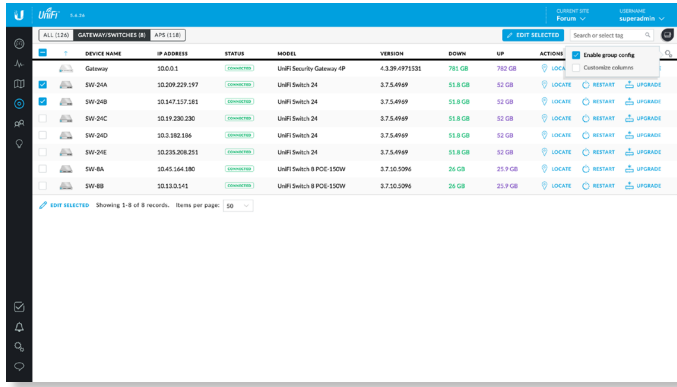 UniFi 5.4.26
CURRENT SITE
Forum
USERNAME
superadmin
ALL (126) GATEWAY/SWITCHES (8) APS (118)
EDIT SELECTED
Search or select tag
Enable group config
Customize columns
DEVICE NAME IP ADDRESS STATUS MODEL VERSION DOWN UP ACTIONS
Gateway 10.0.0.1 CONNECTED UniFi Security Gateway 4P 4.3.39.4971531 781 GB 782 GB LOCA
SW-24A 10.209.229.197 CONNECTED UniFi Switch 24 3.7.5.4969 51.8 GB 52 GB LOCATE RESTART UPGRADE
SW-24B 10.147.157.181 CONNECTED UniFi Switch 24 3.7.5.4969 51.8 GB 52 GB LOCATE RESTART UPGRADE
SW-24C 10.19.230.230 CONNECTED UniFi Switch 24 3.7.5.4969 51.8 GB 52 GB LOCATE RESTART UPGRADE
SW-24D 10.3.182.186 CONNECTED UniFi Switch 24 3.7.5.4969 51.8 GB 52 GB LOCATE RESTART UPGRADE
SW-24E 10.235.208.251 CONNECTED UniFi Switch 24 3.7.5.4969 51.8 GB 52 GB LOCATE RESTART UPGRADE
SW-8A 10.45.164.180 CONNECTED UniFi Switch 8 POE-150W 3.7.10.5096 26 GB 25.9 GB LOCATE RESTART UPGRADE
SW-8B 10.13.0.141 CONNECTED UniFi Switch 8 POE-150W 3.7.10.5096 26 GB 25.9 GB LOCATE RESTART UPGRADE
EDIT SELECTED Showing 1-8 of 8 records. Items per page: 50